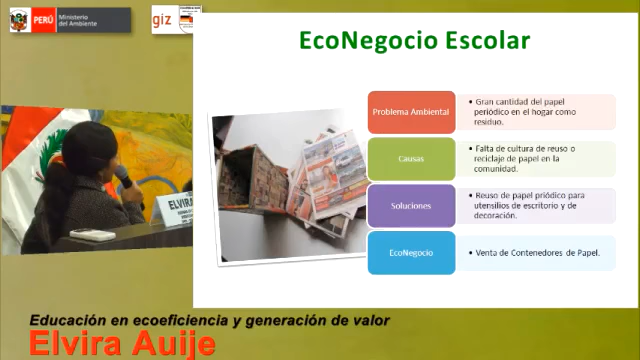 PERÚ
Ministerio
del Ambiente
giz
EcoNegocio Escolar
Problema Ambiental
• Gran cantidad del papel
periódico en el hogar como
residuo.
Causas
• Falta de cultura de reuso o
reciclaje de papel en la
comunidad.
Soluciones
• Reuso de papel priódico para
utensilios de escritorio y de
decoración.
EcoNegocio
• Venta de Contenedores de Papel.
ELVIRA
Educación en ecoeficiencia y generación de valor
Elvira Auije